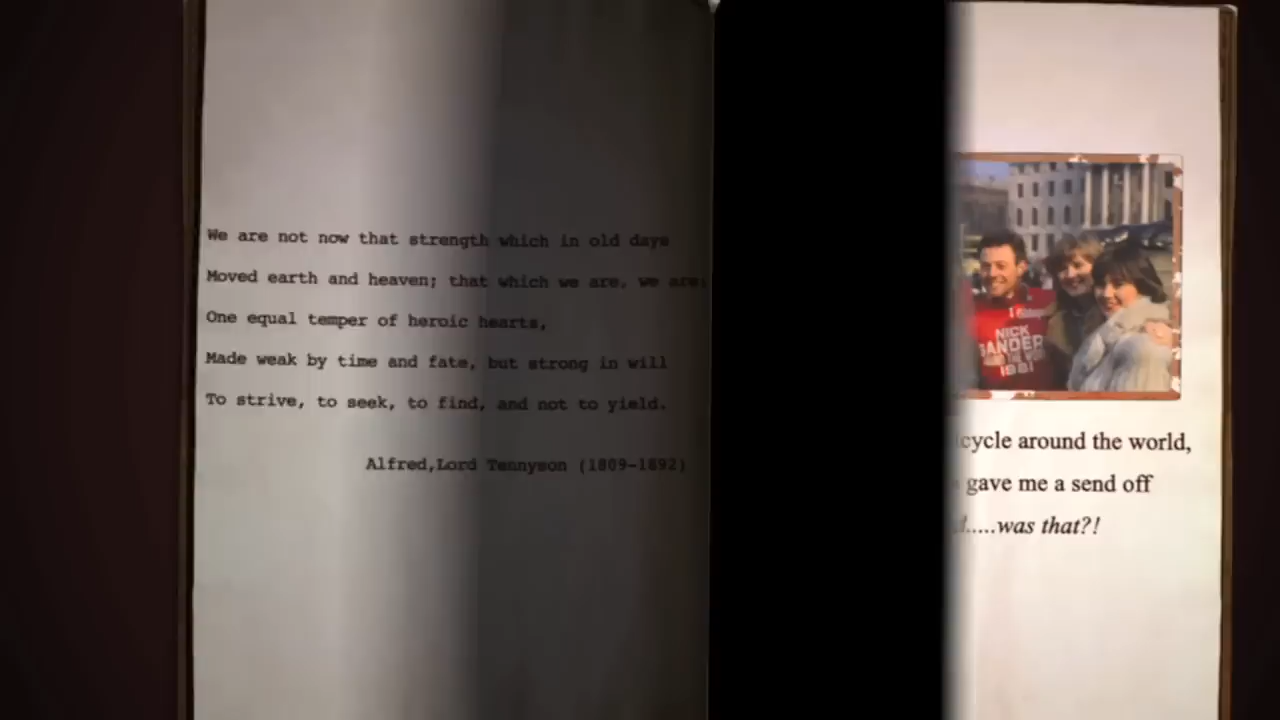 We are not now that strength which in old days
Moved earth and heaven; that which we are, we are;
One equal temper of heroic hearts,
Made weak by time and fate, but strong in will
To strive, to seek, to find, and not to yield.
Alfred,Lord Tennyson (1809-1892)
NICK
SANDER
1981
cycle around the world,
gave me a send off
.....was that?!